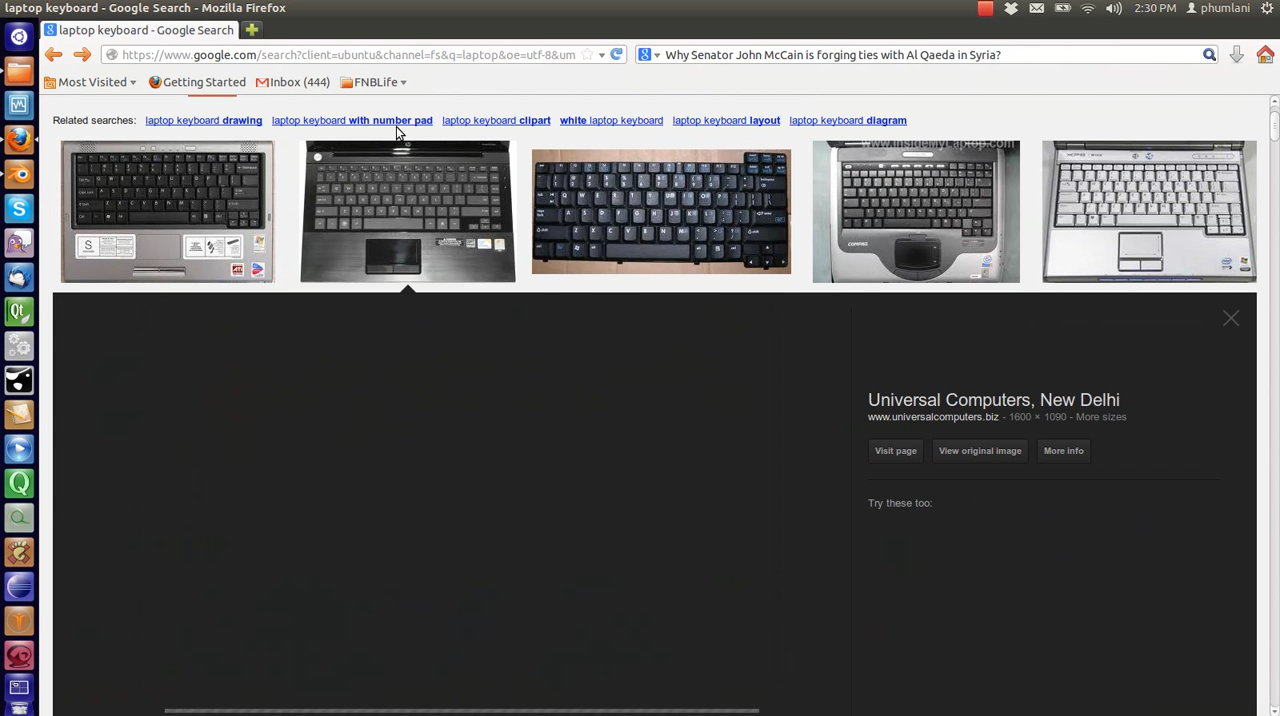 laptop keyboard - Google Search - Mozilla Firefox
2:30 PM phumlani
laptop keyboard - Google Search
https://www.google.com/search?client=ubuntu&channel=fs&q=laptop&oe=utf-8&um
Why Senator John McCain is forging ties with Al Qaeda in Syria?
Most Visited Getting Started Inbox (444) FNBLife
Related searches: laptop keyboard drawing laptop keyboard with number pad laptop keyboard clipart white laptop keyboard laptop keyboard layout laptop keyboard diagram
www.InsideMyLaptop.com
COMPAQ
Universal Computers, New Delhi
www.universalcomputers.biz - 1600 × 1090 - More sizes
Visit page View original image More info
Try these too: